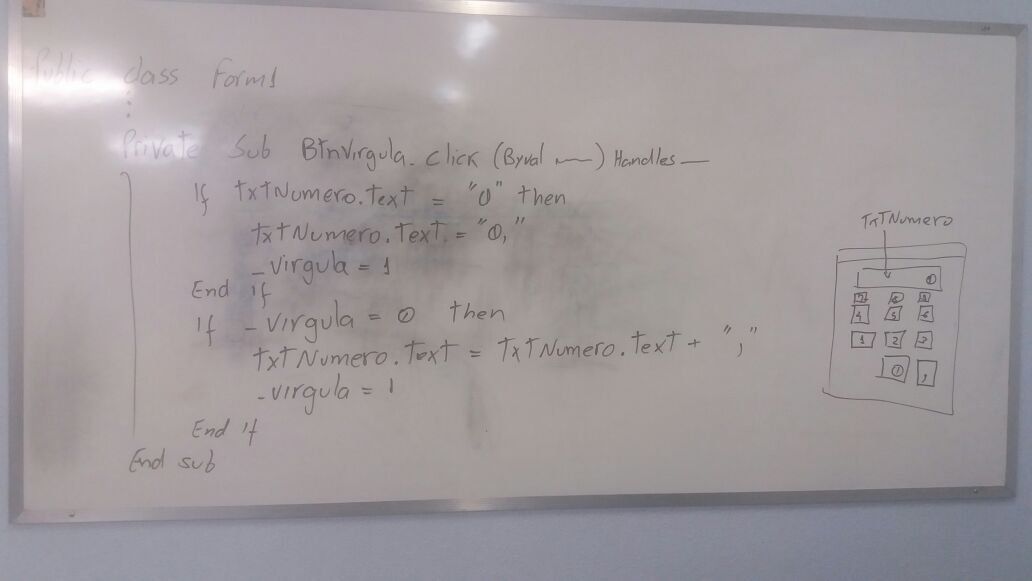 Public class Form1
⋮
Private Sub BtnVirgula_Click (Byval ——) Handles —
If txtNumero.text = "0" then
txtNumero.Text = "0,"
_Virgula = 1
End if
If _Virgula = 0 then
txtNumero.text = txtNumero.text + ","
_virgula = 1
End If
End sub
TxtNumero
0
7 8 9
4 5 6
1 2 3
0 ,